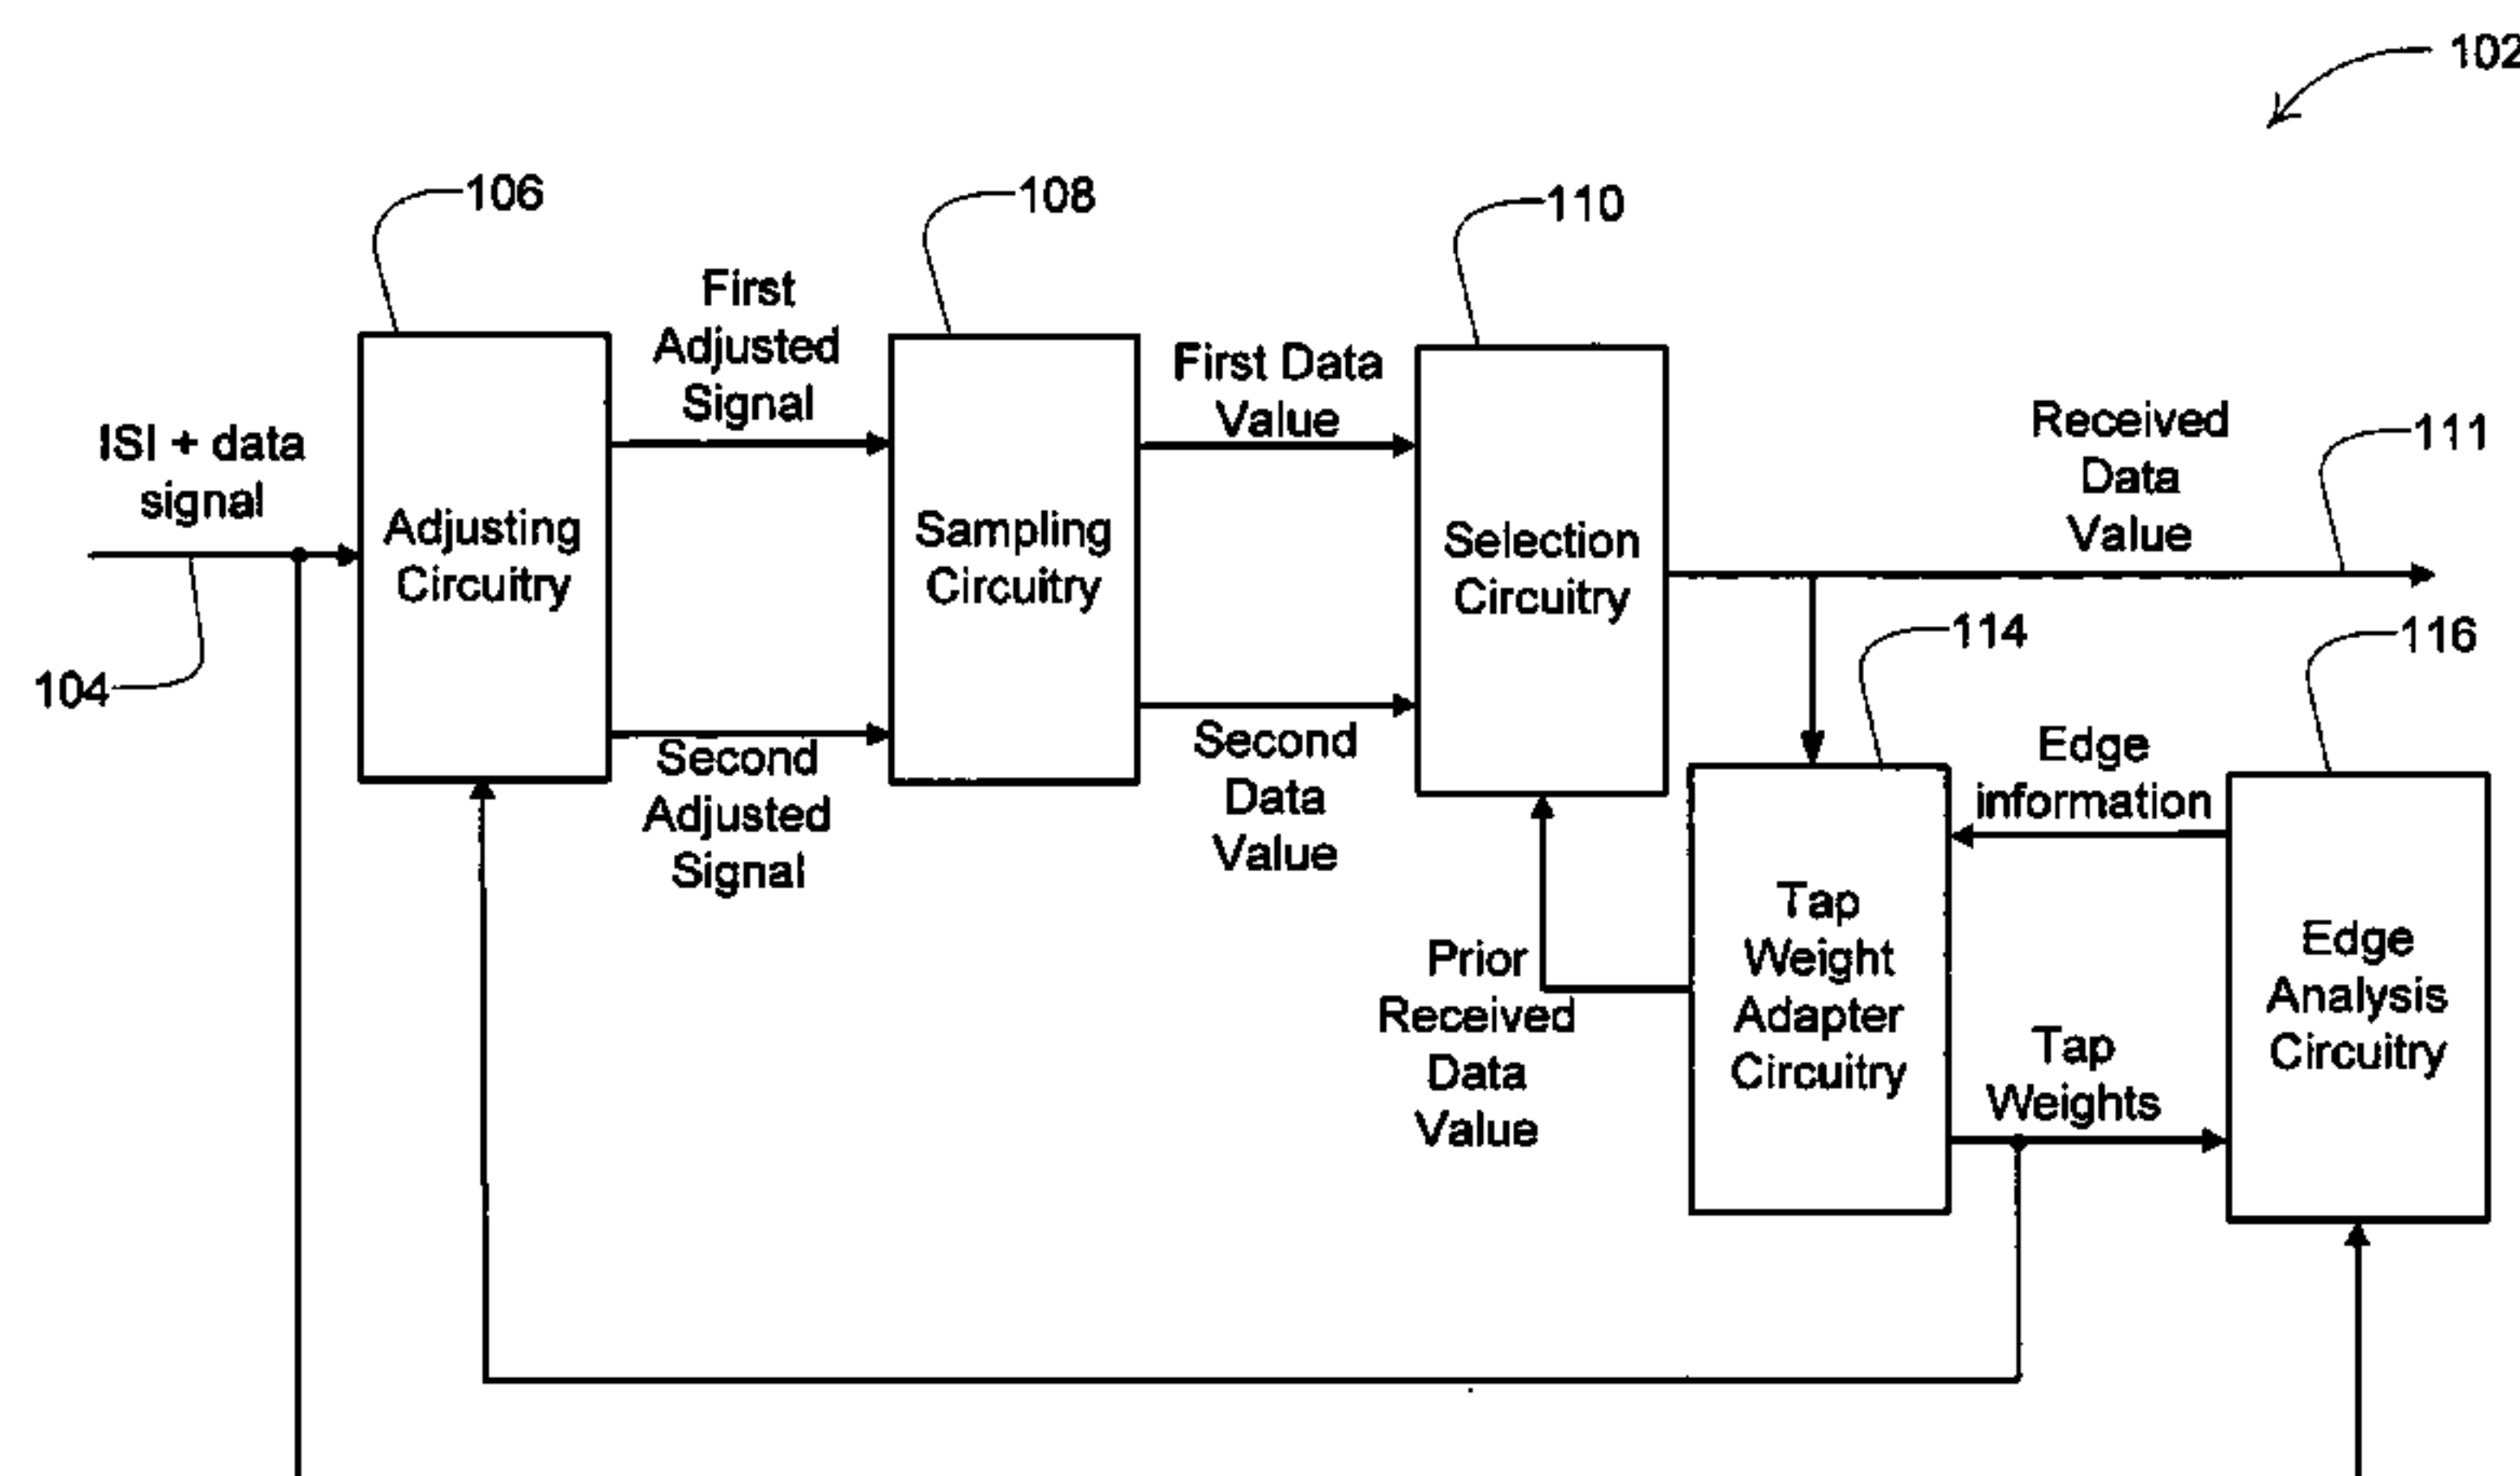 102
106
108
110
First
Adjusted
Signal
First Data
Value
ISI + data
signal
Received
Data
Value
111
Adjusting
Circuitry
Sampling
Circuitry
Selection
Circuitry
104
114
116
Second
Adjusted
Signal
Second
Data
Value
Edge
information
Prior
Received
Data
Value
Tap
Weight
Adapter
Circuitry
Tap
Weights
Edge
Analysis
Circuitry